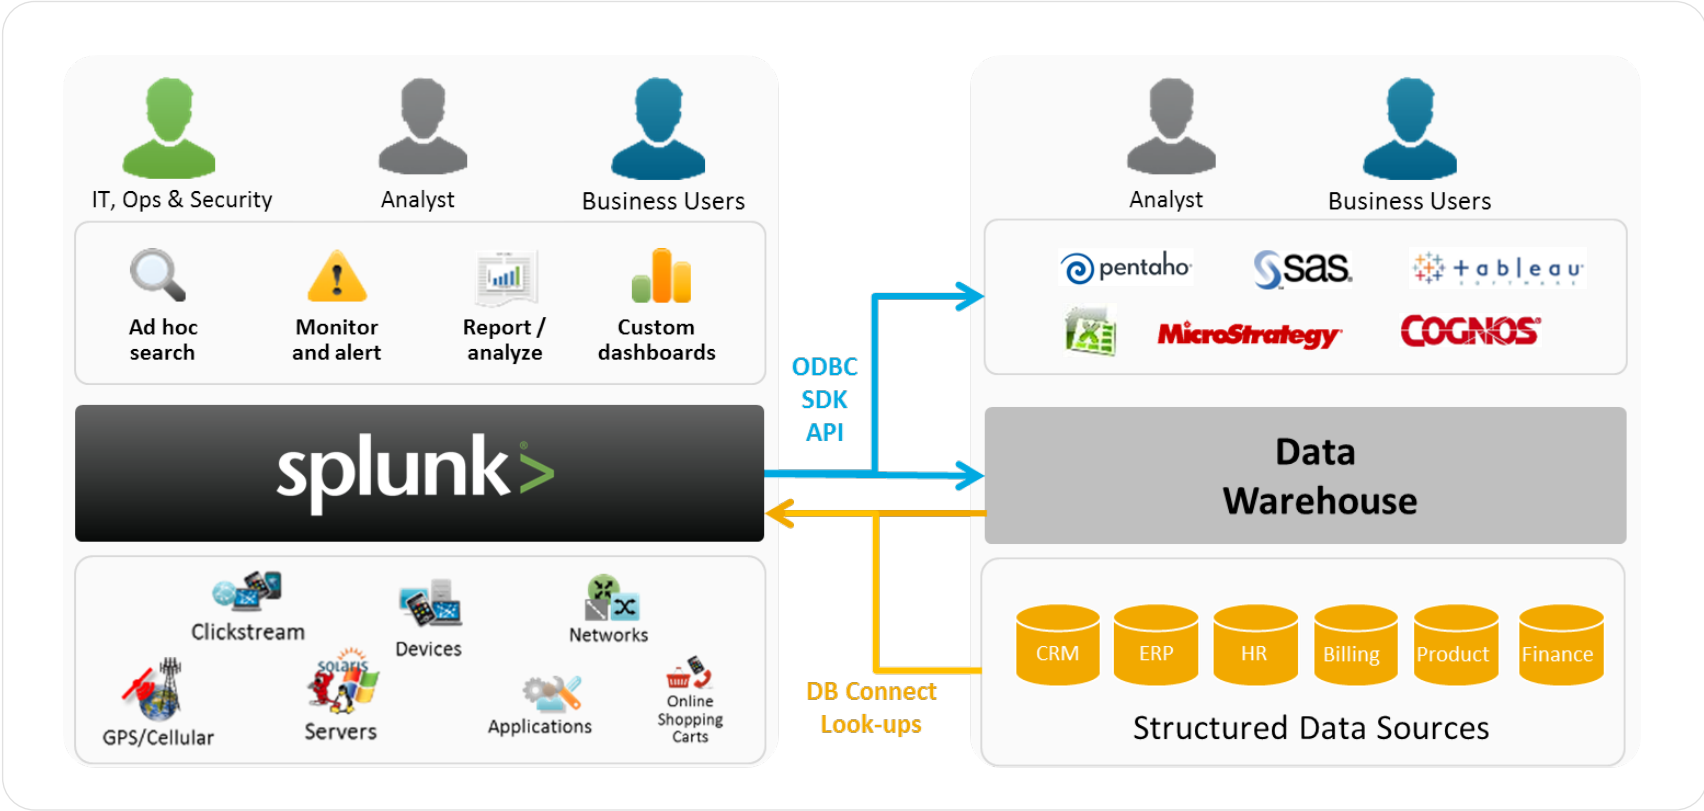 IT, Ops & Security
Analyst
Business Users
Ad hoc
search
Monitor
and alert
Report /
analyze
Custom
dashboards
splunk>
Clickstream
Devices
Networks
GPS/Cellular
SOLARIS
Servers
Applications
Online
Shopping
Carts
ODBC
SDK
API
DB Connect
Look-ups
Analyst
Business Users
pentaho
sas
tableau
SOFTWARE
MicroStrategy
COGNOS
Data
Warehouse
CRM
ERP
HR
Billing
Product
Finance
Structured Data Sources